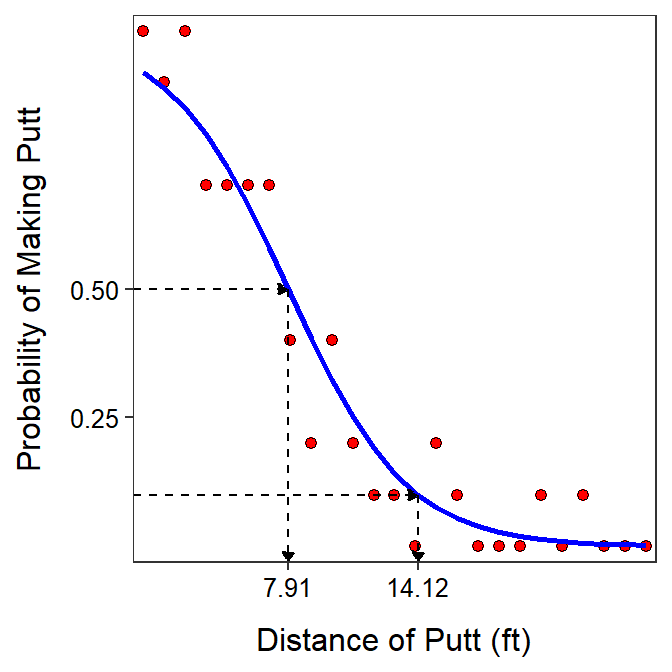 Probability of Making Putt
0.50
0.25
7.91
14.12
Distance of Putt (ft)